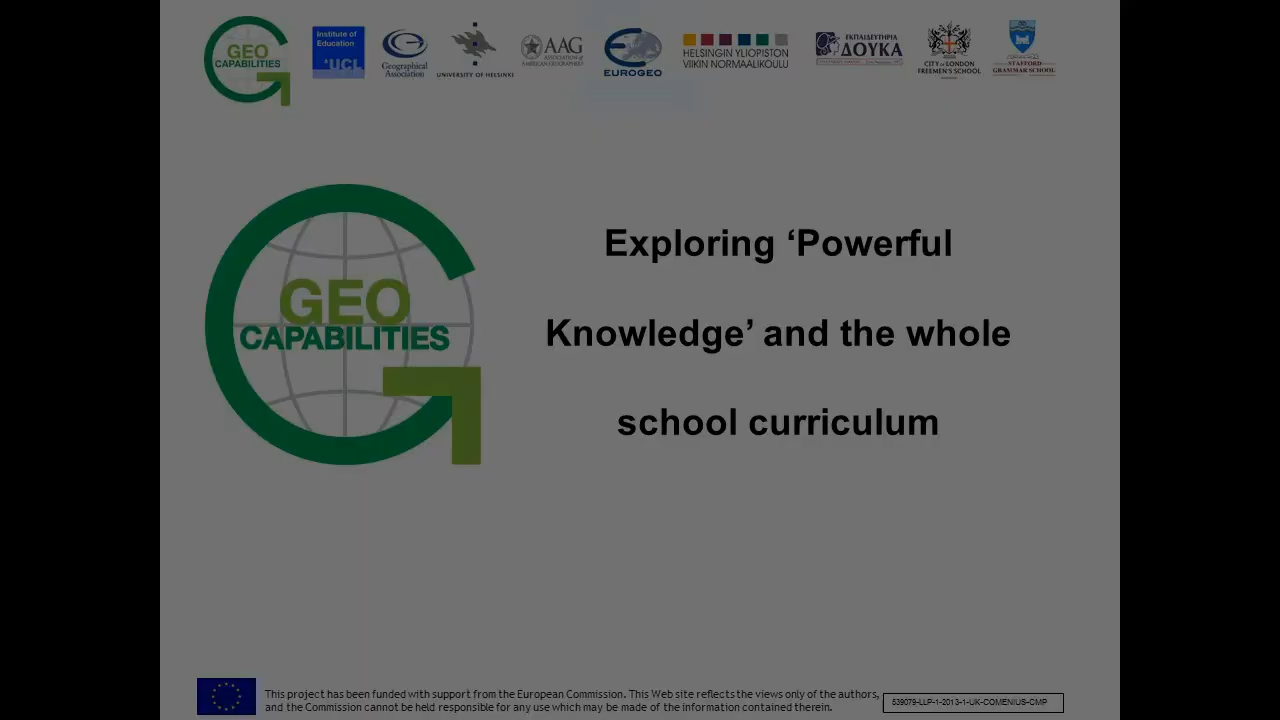 GEO
CAPABILITIES
Institute of
Education
UCL
Geographical
Association
UNIVERSITY OF HELSINKI
AAG
ASSOCIATION of
AMERICAN GEOGRAPHERS
EUROGEO
HELSINGIN YLIOPISTON
VIIKIN NORMAALIKOULU
ΕΚΠΑΙΔΕΥΤΗΡΙΑ
ΔΟΥΚΑ
CITY OF LONDON
FREEMEN'S SCHOOL
STAFFORD
GRAMMAR SCHOOL
GEO
CAPABILITIES
Exploring ‘Powerful
Knowledge’ and the whole
school curriculum
This project has been funded with support from the European Commission. This Web site reflects the views only of the authors,
and the Commission cannot be held responsible for any use which may be made of the information contained therein.
539079-LLP-1-2013-1-UK-COMENIUS-CMP